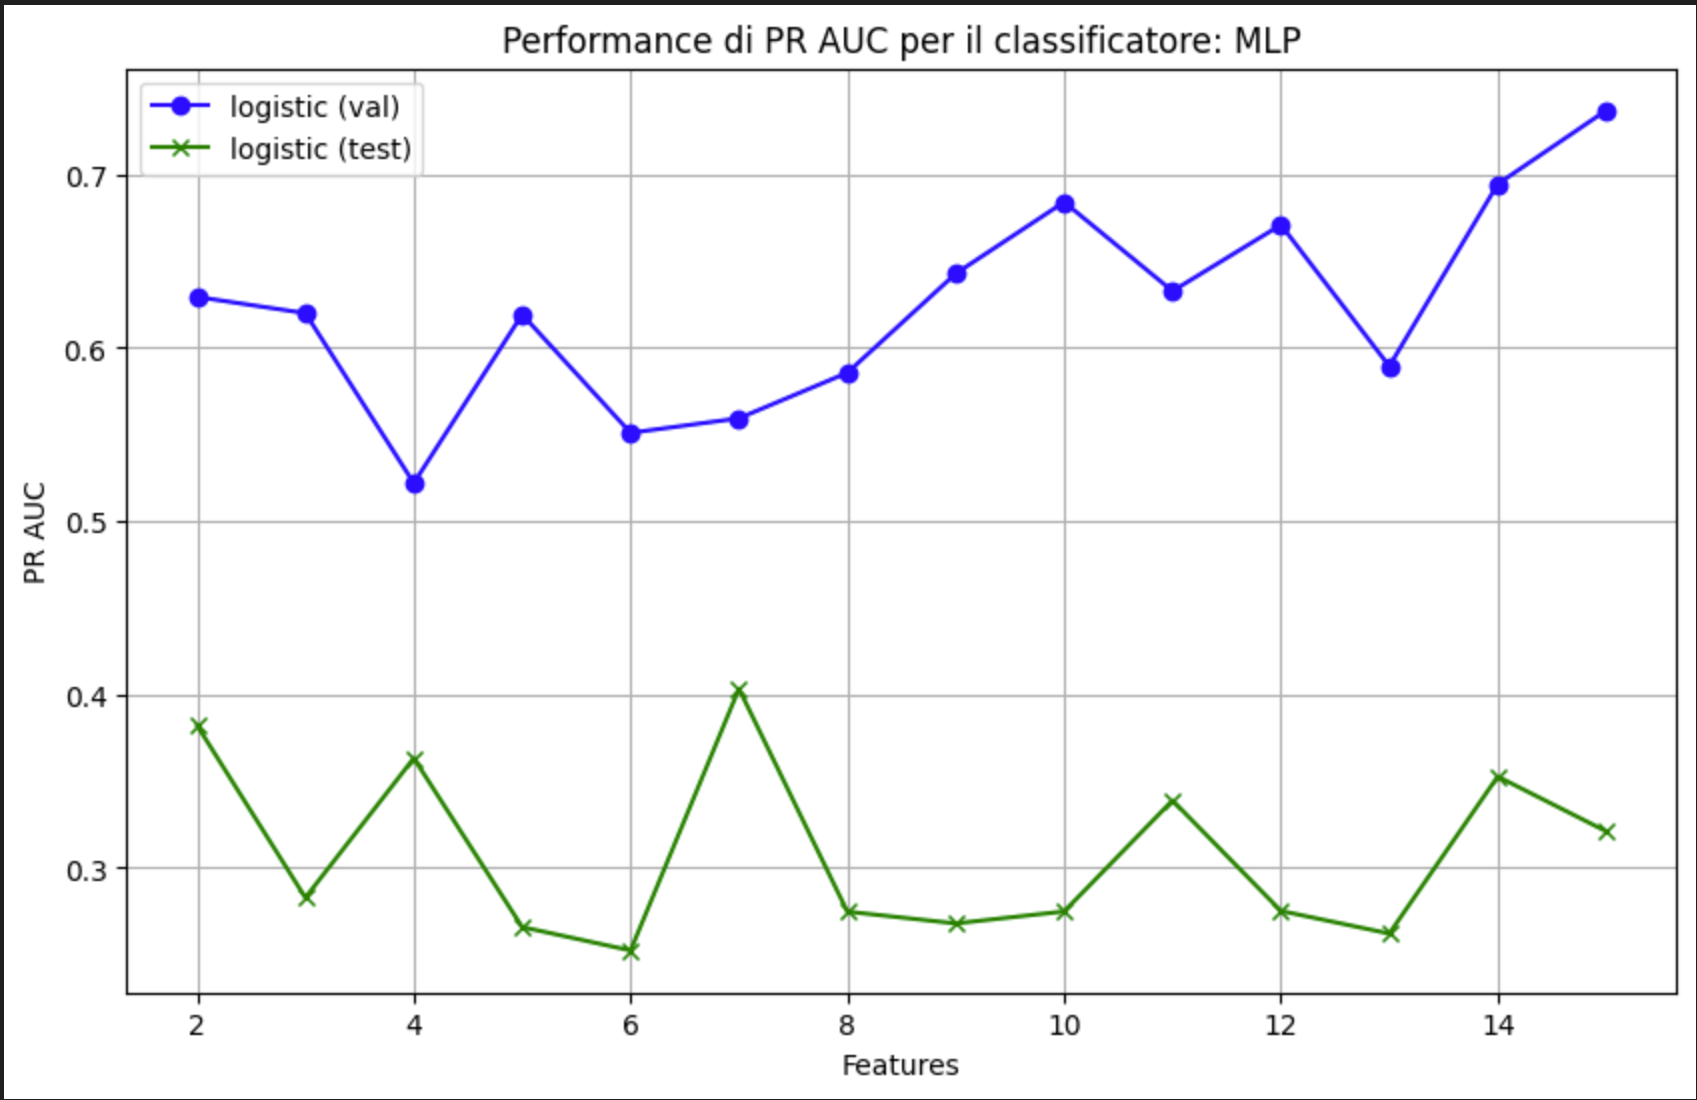 Performance di PR AUC per il classificatore: MLP
logistic (val)
logistic (test)
PR AUC
0.7
0.6
0.5
0.4
0.3
2 4 6 8 10 12 14
Features